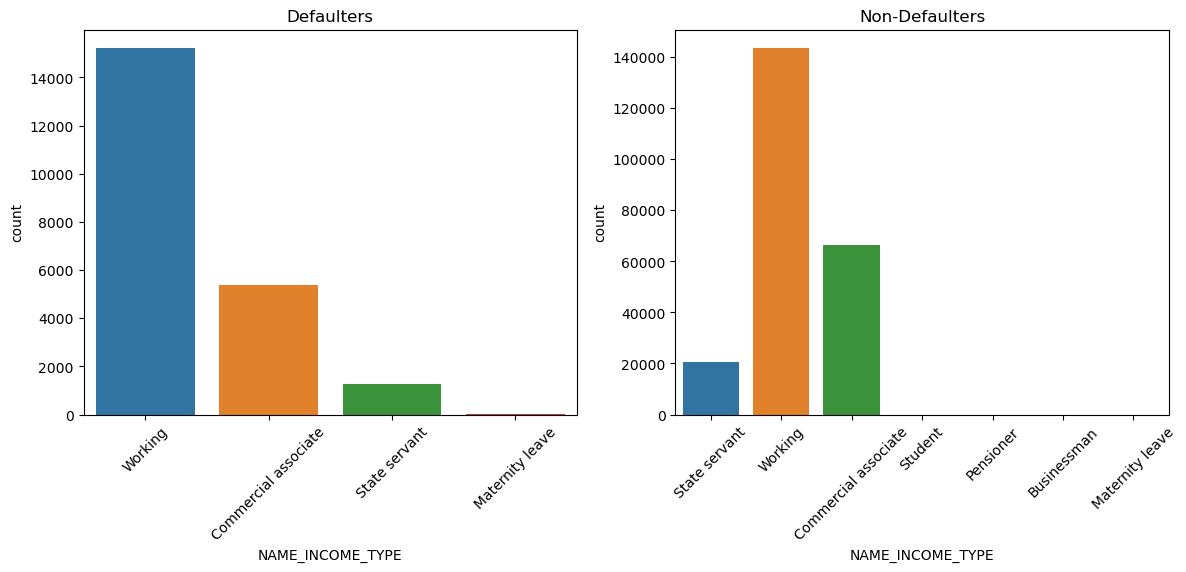 Defaulters
14000
12000
10000
8000
6000
4000
2000
0
count
Working
Commercial associate
State servant
Maternity leave
NAME_INCOME_TYPE
Non-Defaulters
140000
120000
100000
80000
60000
40000
20000
0
count
State servant
Working
Commercial associate
Student
Pensioner
Businessman
Maternity leave
NAME_INCOME_TYPE